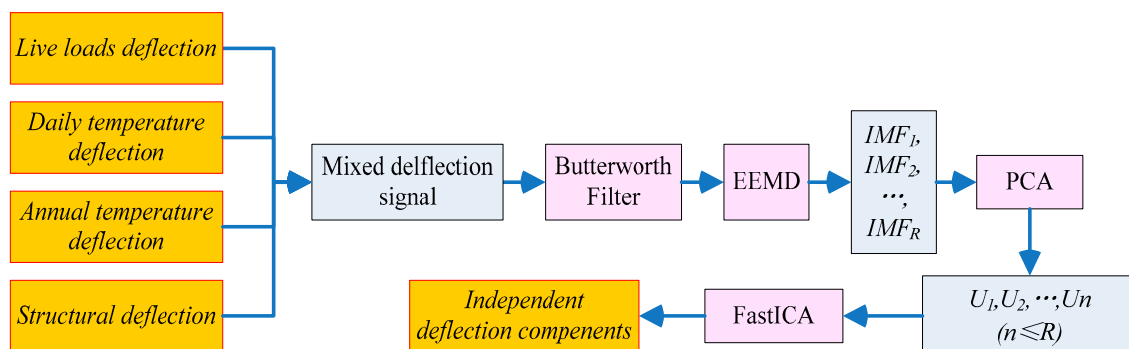 Live loads deflection
Daily temperature
deflection
Annual temperature
deflection
Structural deflection
Mixed delflection
signal
Butterworth
Filter
EEMD
IMF1,
IMF2,
…,
IMFR
PCA
U1,U2,…,Un
(n≤R)
FastICA
Independent
deflection compenents